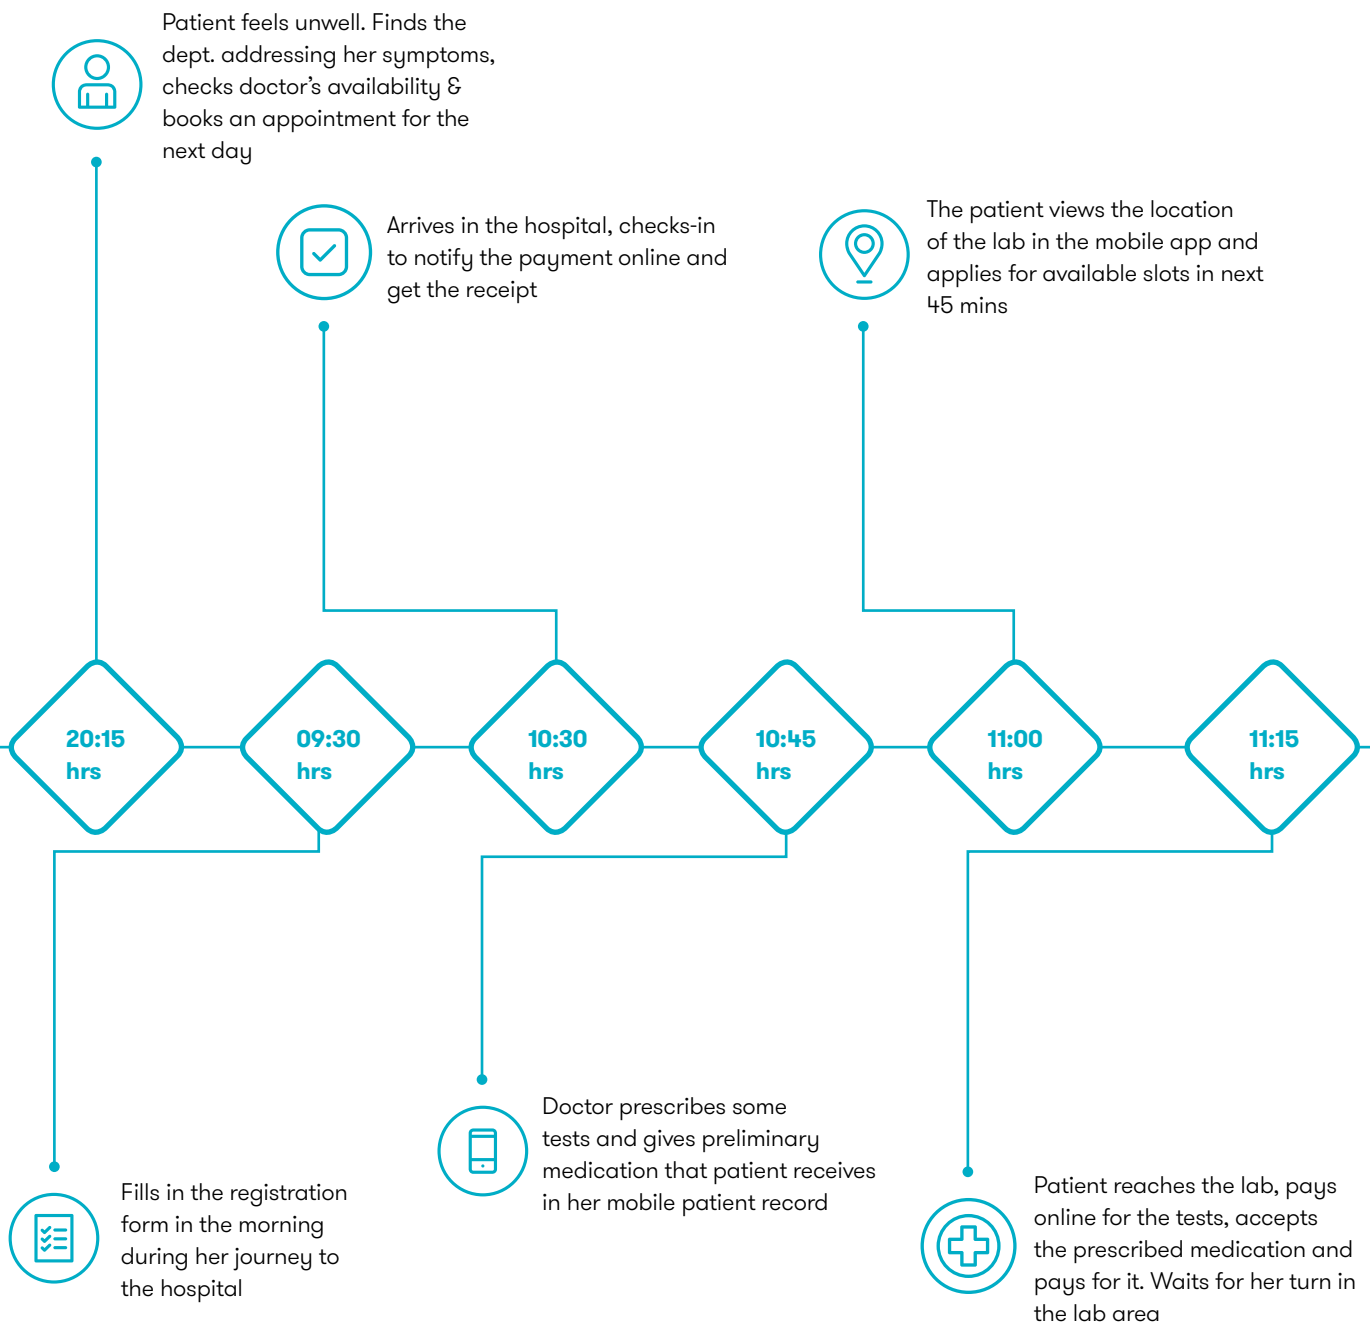 Patient feels unwell. Finds the
dept. addressing her symptoms,
checks doctor’s availability &
books an appointment for the
next day
Arrives in the hospital, checks-in
to notify the payment online and
get the receipt
The patient views the location
of the lab in the mobile app and
applies for available slots in next
45 mins
20:15
hrs
09:30
hrs
10:30
hrs
10:45
hrs
11:00
hrs
11:15
hrs
Fills in the registration
form in the morning
during her journey to
the hospital
Doctor prescribes some
tests and gives preliminary
medication that patient receives
in her mobile patient record
Patient reaches the lab, pays
online for the tests, accepts
the prescribed medication and
pays for it. Waits for her turn in
the lab area